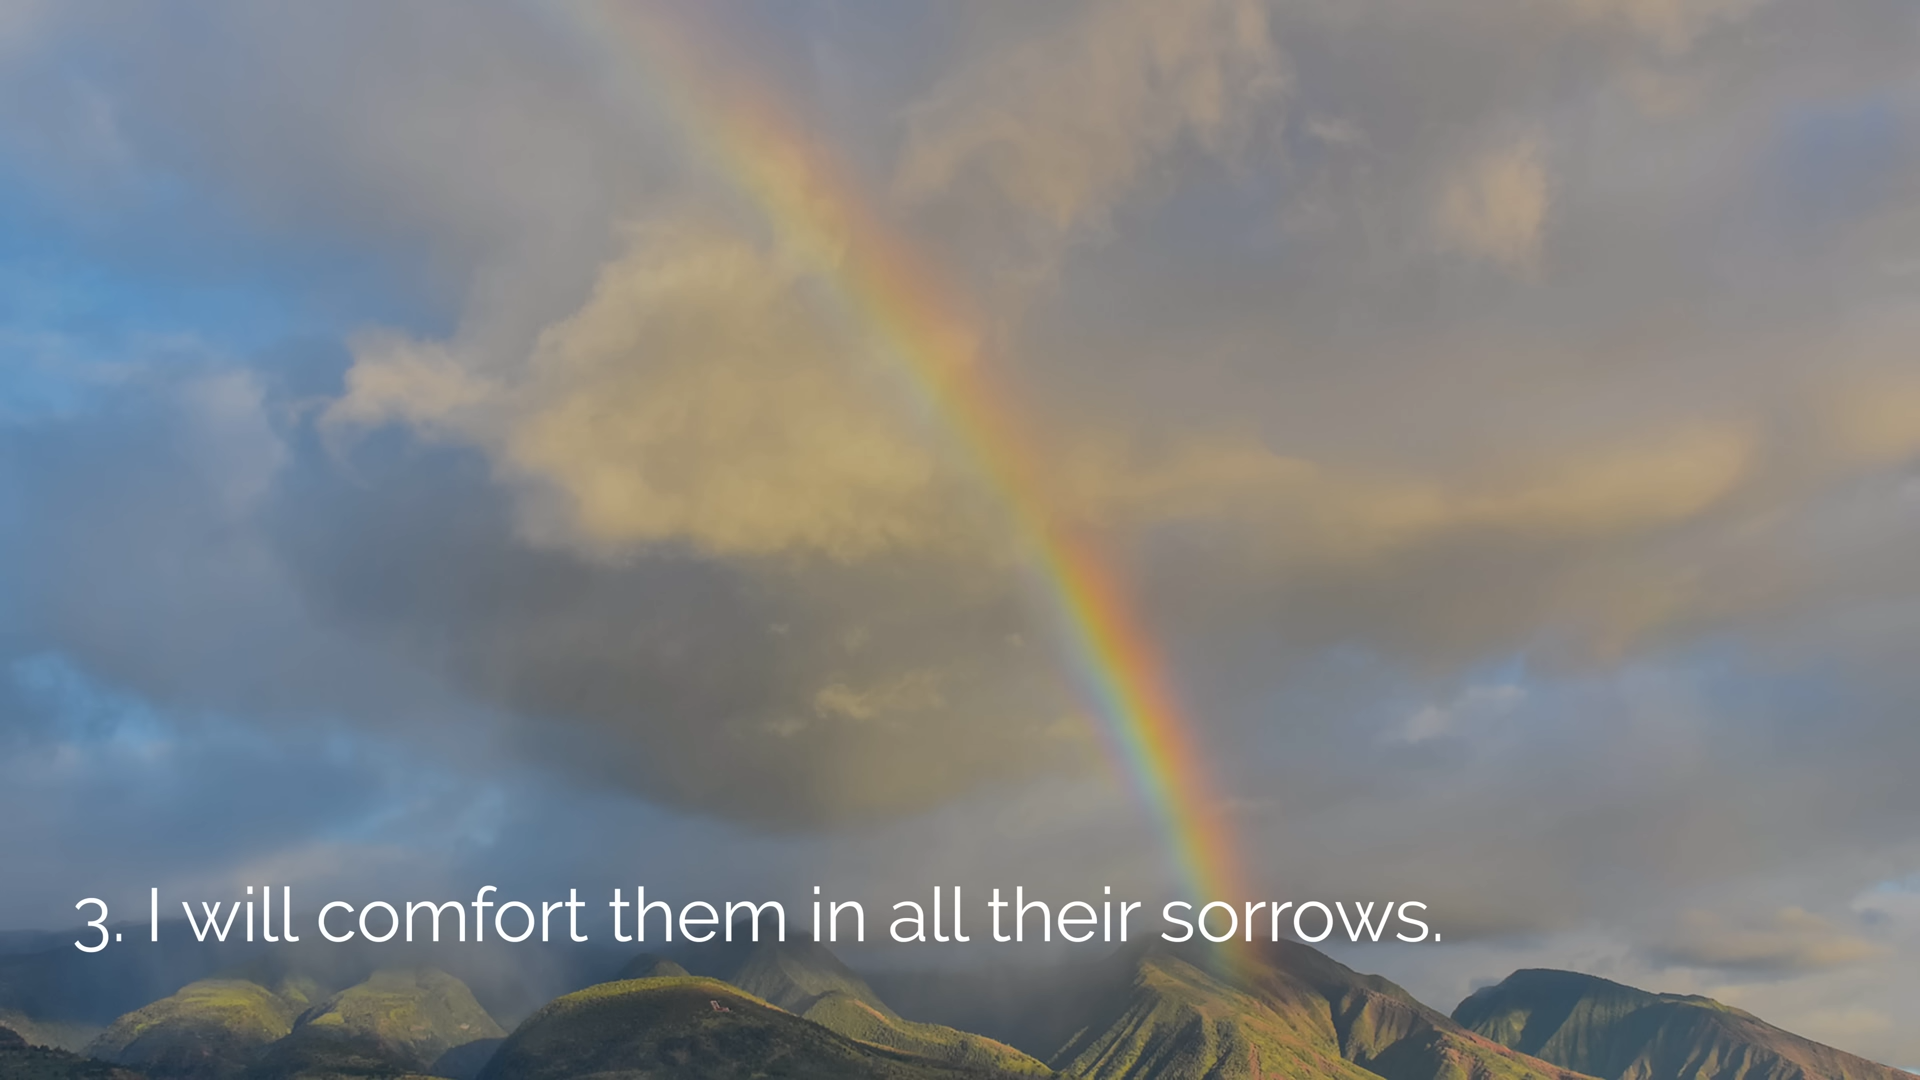 3. I will comfort them in all their sorrows.